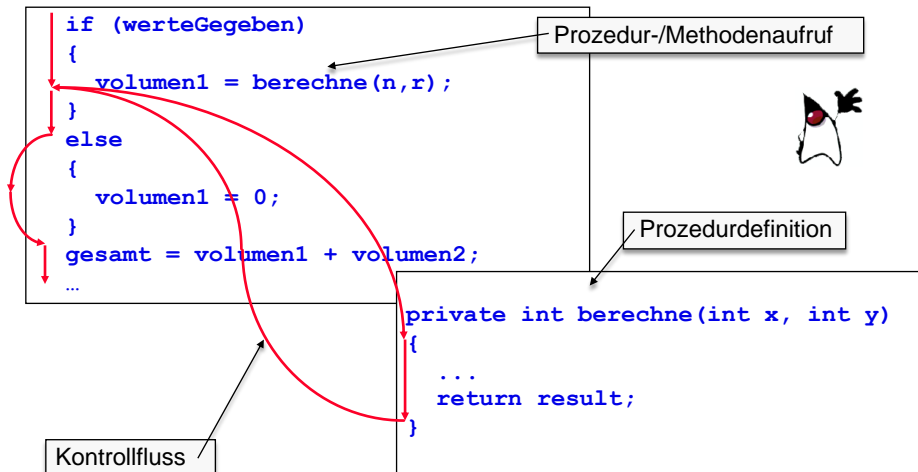 if (werteGegeben)
{
volumen1 = berechne(n,r);
}
else
{
volumen1 = 0;
}
gesamt = volumen1 + volumen2;
…
Prozedur-/Methodenaufruf
Prozedurdefinition
private int berechne(int x, int y)
{
...
return result;
}
Kontrollfluss